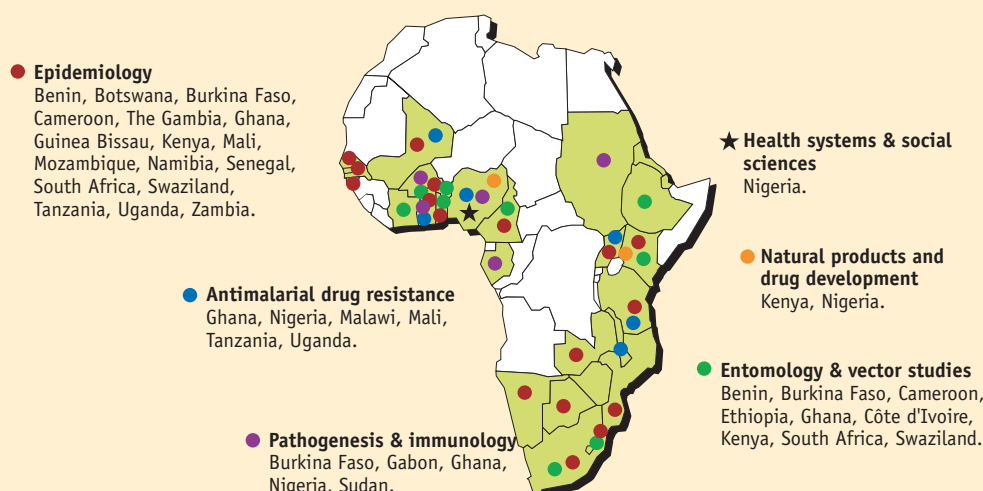 Epidemiology
Benin, Botswana, Burkina Faso,
Cameroon, The Gambia, Ghana,
Guinea Bissau, Kenya, Mali,
Mozambique, Namibia, Senegal,
South Africa, Swaziland,
Tanzania, Uganda, Zambia.
Antimalarial drug resistance
Ghana, Nigeria, Malawi, Mali,
Tanzania, Uganda.
Pathogenesis & immunology
Burkina Faso, Gabon, Ghana,
Nigeria, Sudan.
Health systems & social
sciences
Nigeria.
Natural products and
drug development
Kenya, Nigeria.
Entomology & vector studies
Benin, Burkina Faso, Cameroon,
Ethiopia, Ghana, Côte d'Ivoire,
Kenya, South Africa, Swaziland.